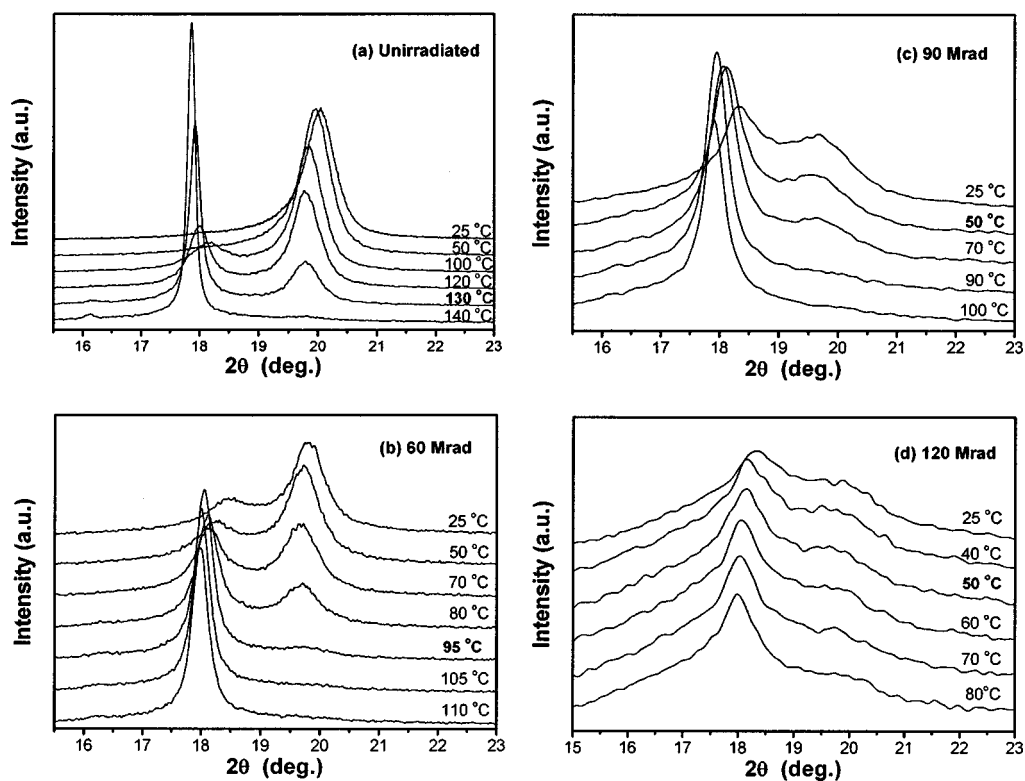 (a) Unirradiated
Intensity (a.u.)
25 °C
50 °C
100 °C
120 °C
130 °C
140 °C
16 17 18 19 20 21 22 23
2θ (deg.)
(c) 90 Mrad
Intensity (a.u.)
25 °C
50 °C
70 °C
90 °C
100 °C
16 17 18 19 20 21 22 23
2θ (deg.)
(b) 60 Mrad
Intensity (a.u.)
25 °C
50 °C
70 °C
80 °C
95 °C
105 °C
110 °C
16 17 18 19 20 21 22 23
2θ (deg.)
(d) 120 Mrad
Intensity (a.u.)
25 °C
40 °C
50 °C
60 °C
70 °C
80°C
15 16 17 18 19 20 21 22 23
2θ (deg.)